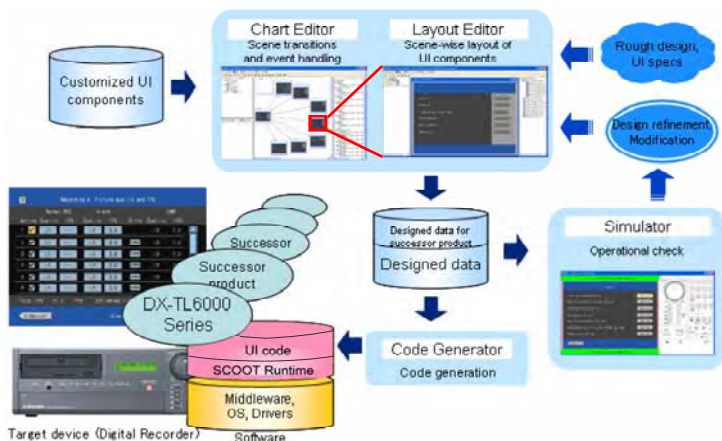 Chart Editor
Scene transitions
and event handling
Layout Editor
Scene-wise layout of
UI components
Rough design,
UI specs
Customized UI
components
Design refinement,
Modification
Successor
Successor
product
DX-TL6000
Series
Designed data for
successor product
Designed data
Simulator
Operational check
UI code
SCOOT Runtime
Middleware,
OS, Drivers
Software
Code Generator
Code generation
Target device (Digital Recorder)